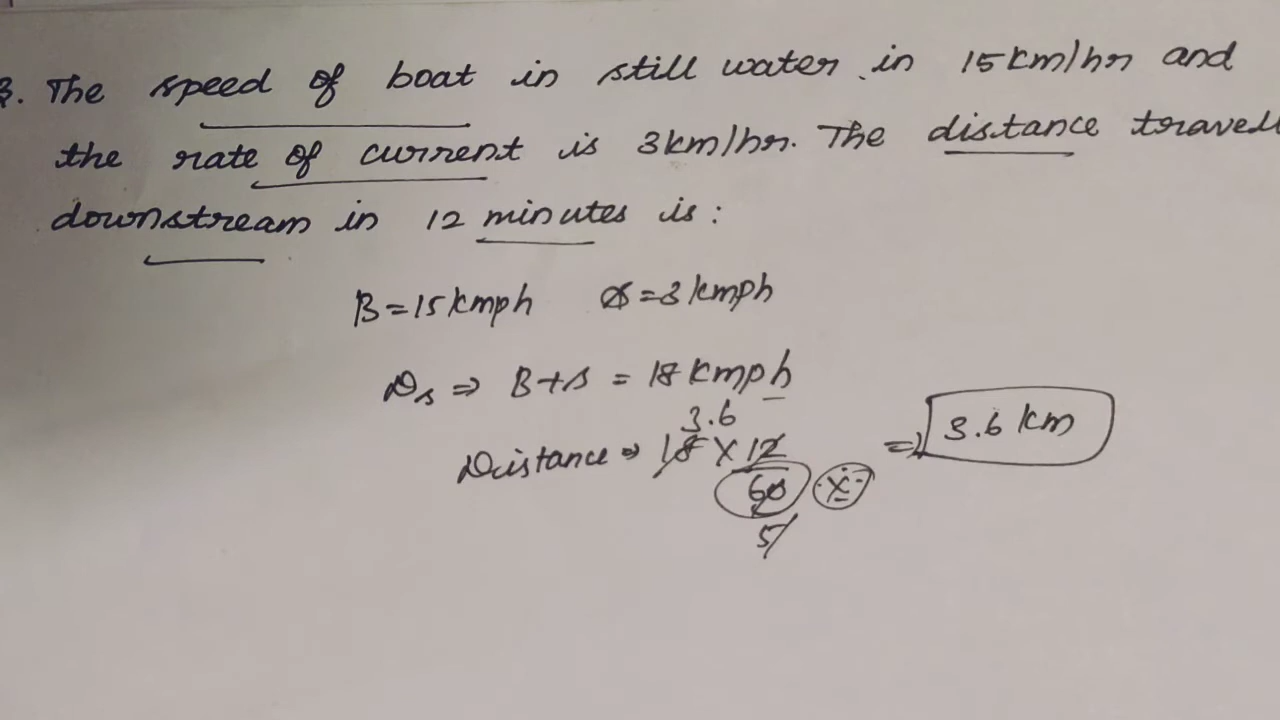 3. The speed of boat in still water in 15km/hr and
the rate of current is 3km/hr. The distance travell
downstream in 12 minutes is:
B=15kmph S=3kmph
Ds ⇒ B+s = 18kmph
3.6
Distance ⇒ 18 × 12 ⇒ 3.6 km
60
5